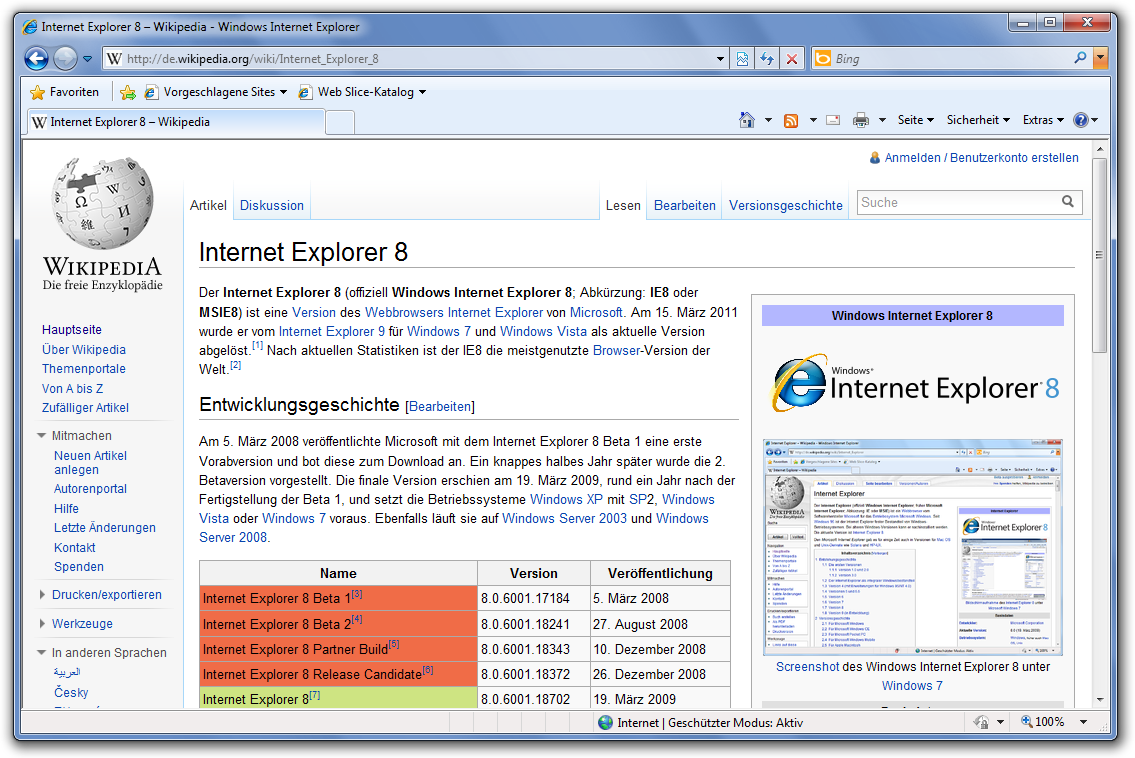 Internet Explorer 8 – Wikipedia - Windows Internet Explorer
W http://de.wikipedia.org/wiki/Internet_Explorer_8
Bing
Favoriten Vorgeschlagene Sites Web Slice-Katalog
W Internet Explorer 8 – Wikipedia
Seite Sicherheit Extras
Anmelden / Benutzerkonto erstellen
Artikel Diskussion Lesen Bearbeiten Versionsgeschichte Suche
WIKIPEDIA
Die freie Enzyklopädie
Hauptseite
Über Wikipedia
Themenportale
Von A bis Z
Zufälliger Artikel
Mitmachen
Neuen Artikel
anlegen
Autorenportal
Hilfe
Letzte Änderungen
Kontakt
Spenden
Drucken/exportieren
Werkzeuge
In anderen Sprachen
العربية
Česky
Internet Explorer 8
Der Internet Explorer 8 (offiziell Windows Internet Explorer 8; Abkürzung: IE8 oder
MSIE8) ist eine Version des Webbrowsers Internet Explorer von Microsoft. Am 15. März 2011
wurde er vom Internet Explorer 9 für Windows 7 und Windows Vista als aktuelle Version
abgelöst.[1] Nach aktuellen Statistiken ist der IE8 die meistgenutzte Browser-Version der
Welt.[2]
Entwicklungsgeschichte [Bearbeiten]
Am 5. März 2008 veröffentlichte Microsoft mit dem Internet Explorer 8 Beta 1 eine erste
Vorabversion und bot diese zum Download an. Ein knappes halbes Jahr später wurde die 2.
Betaversion vorgestellt. Die finale Version erschien am 19. März 2009, rund ein Jahr nach der
Fertigstellung der Beta 1, und setzt die Betriebssysteme Windows XP mit SP2, Windows
Vista oder Windows 7 voraus. Ebenfalls läuft sie auf Windows Server 2003 und Windows
Server 2008.
Name Version Veröffentlichung
Internet Explorer 8 Beta 1[3] 8.0.6001.17184 5. März 2008
Internet Explorer 8 Beta 2[4] 8.0.6001.18241 27. August 2008
Internet Explorer 8 Partner Build[5] 8.0.6001.18343 10. Dezember 2008
Internet Explorer 8 Release Candidate[6] 8.0.6001.18372 26. Dezember 2008
Internet Explorer 8[7] 8.0.6001.18702 19. März 2009
Windows Internet Explorer 8
Windows®
Internet Explorer 8
Screenshot des Windows Internet Explorer 8 unter
Windows 7
Internet | Geschützter Modus: Aktiv
100%